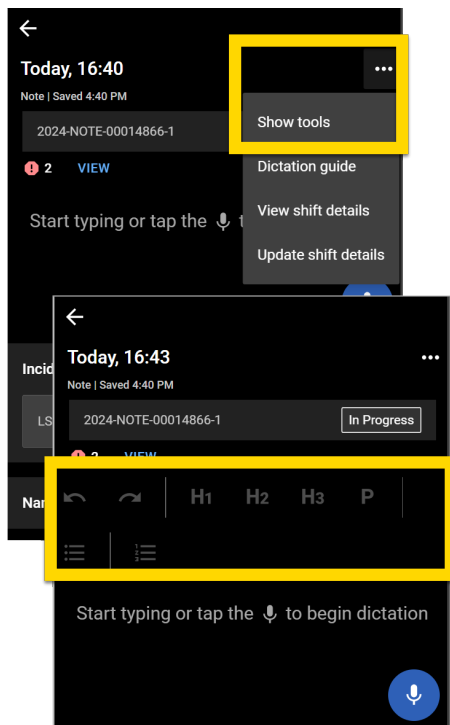 Today, 16:40
Note | Saved 4:40 PM
2024-NOTE-00014866-1
2 VIEW
Start typing or tap the
Show tools
Dictation guide
View shift details
Update shift details
Today, 16:43
Note | Saved 4:40 PM
2024-NOTE-00014866-1 In Progress
VIEW
H1 H2 H3 P
Start typing or tap the to begin dictation